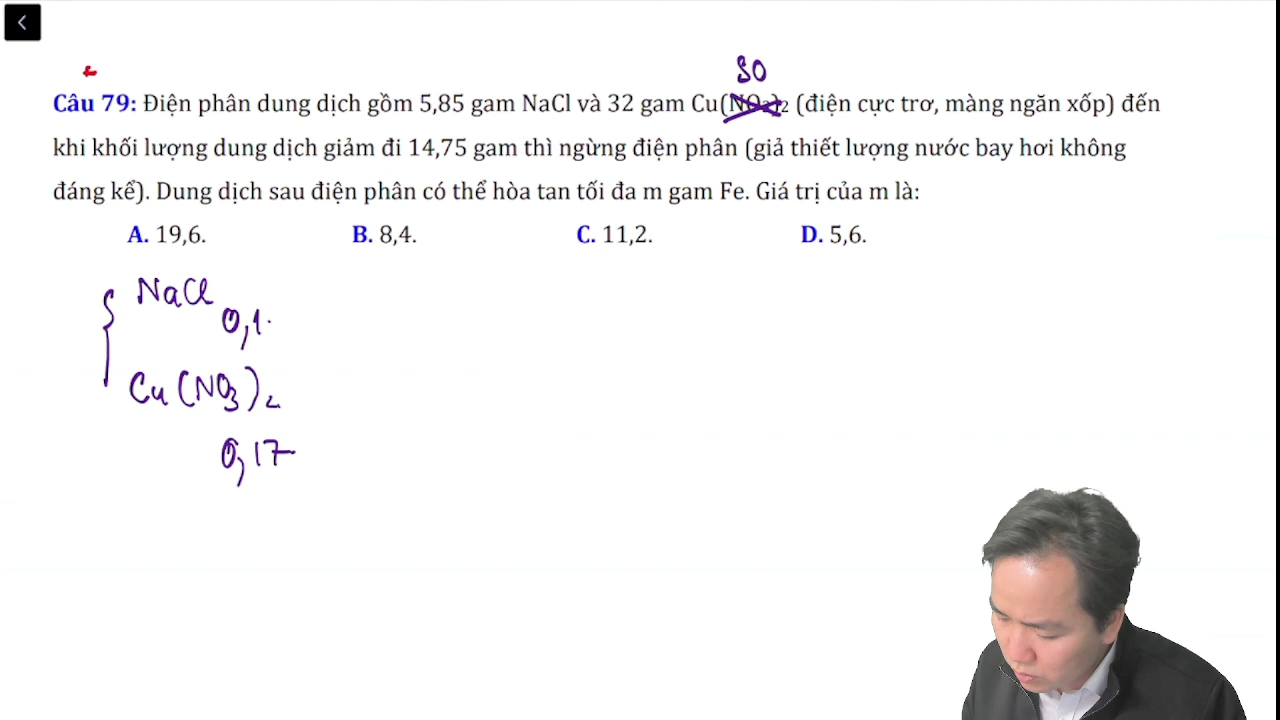 SO
Câu 79: Điện phân dung dịch gồm 5,85 gam NaCl và 32 gam Cu(NO₃)₂ (điện cực trơ, màng ngăn xốp) đến
khi khối lượng dung dịch giảm đi 14,75 gam thì ngừng điện phân (giả thiết lượng nước bay hơi không
đáng kể). Dung dịch sau điện phân có thể hòa tan tối đa m gam Fe. Giá trị của m là:
A. 19,6. B. 8,4. C. 11,2. D. 5,6.
NaCl
0,1
Cu(NO3)2
0,17